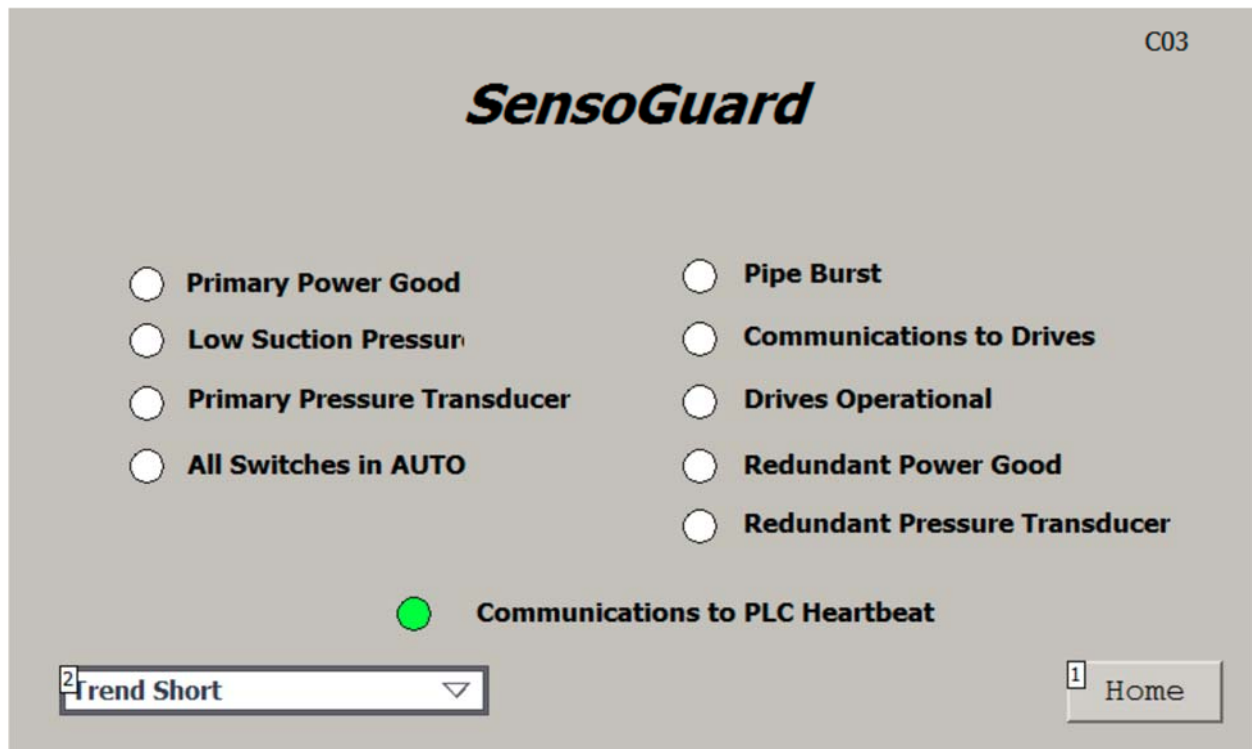 C03
SensoGuard
Primary Power Good
Low Suction Pressur
Primary Pressure Transducer
All Switches in AUTO
Pipe Burst
Communications to Drives
Drives Operational
Redundant Power Good
Redundant Pressure Transducer
Communications to PLC Heartbeat
2
Trend Short
1
Home